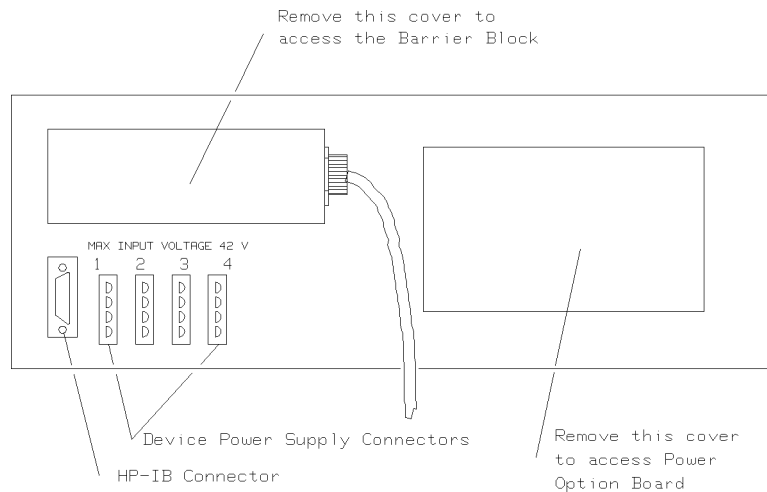 Remove this cover to
access the Barrier Block
MAX INPUT VOLTAGE 42 V
1 2 3 4
Device Power Supply Connectors
HP-IB Connector
Remove this cover
to access Power
Option Board